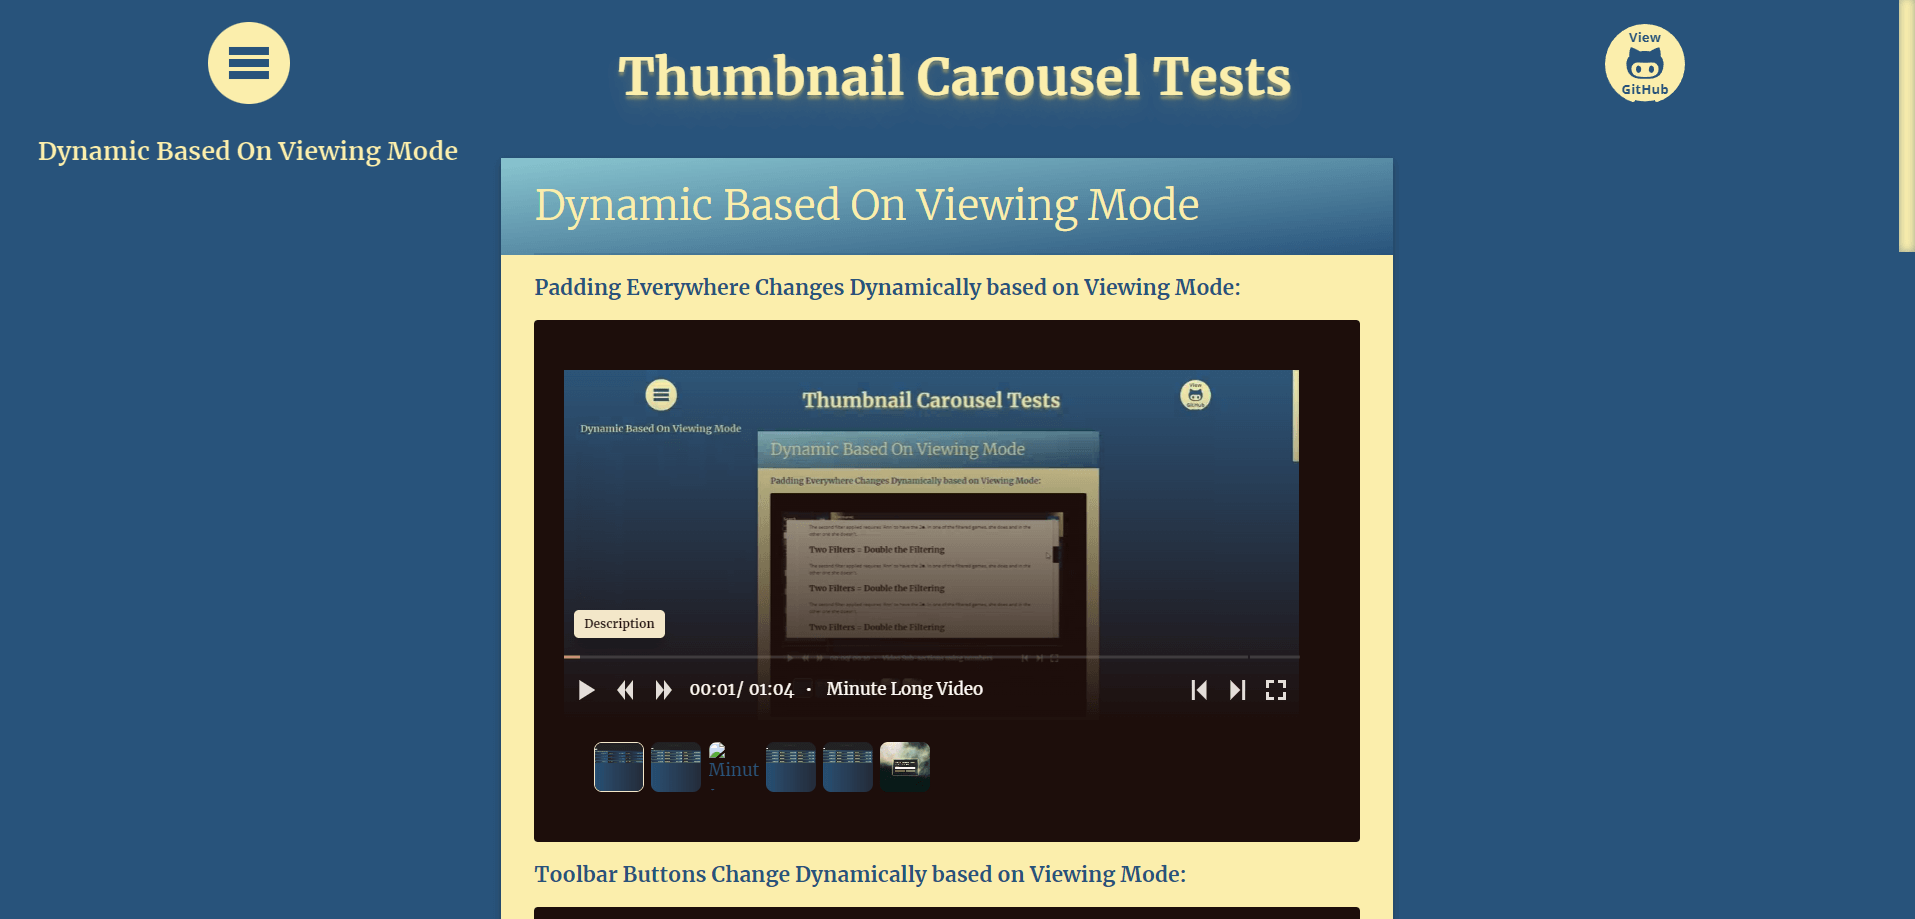 View
GitHub
Thumbnail Carousel Tests
Dynamic Based On Viewing Mode
Dynamic Based On Viewing Mode
Padding Everywhere Changes Dynamically based on Viewing Mode:
View
GitHub
Thumbnail Carousel Tests
Dynamic Based On Viewing Mode
Dynamic Based On Viewing Mode
Padding Everywhere Changes Dynamically based on Viewing Mode:
Two Filters = Double the Filtering
Two Filters = Double the Filtering
Two Filters = Double the Filtering
Description
00:01/ 01:04 • Minute Long Video
Minut
Toolbar Buttons Change Dynamically based on Viewing Mode: